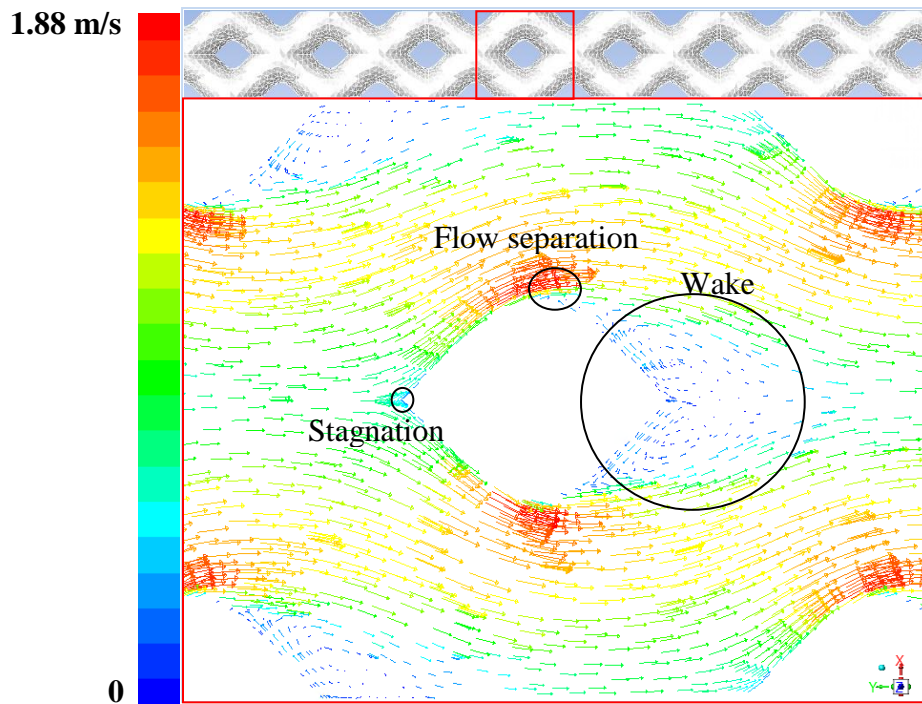 1.88 m/s
Flow separation
Wake
Stagnation
0
X
Y
Z